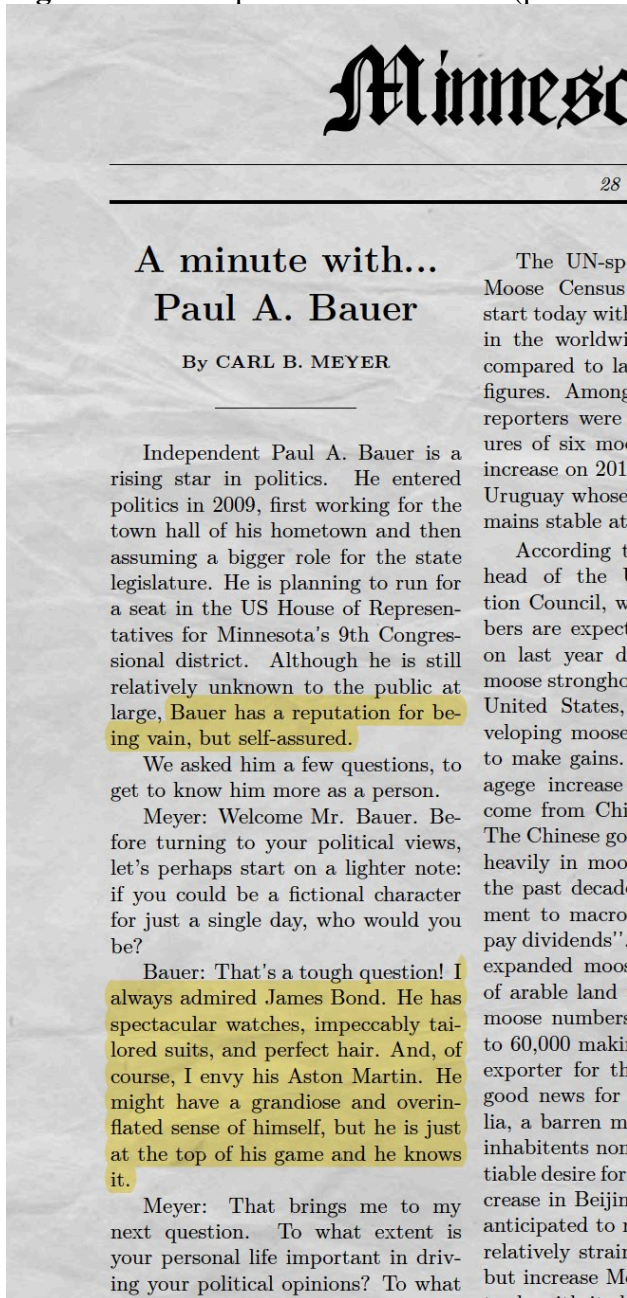 Minneso
28
A minute with...
Paul A. Bauer
By CARL B. MEYER
Independent Paul A. Bauer is a
rising star in politics. He entered
politics in 2009, first working for the
town hall of his hometown and then
assuming a bigger role for the state
legislature. He is planning to run for
a seat in the US House of Represen-
tatives for Minnesota's 9th Congres-
sional district. Although he is still
relatively unknown to the public at
large, Bauer has a reputation for be-
ing vain, but self-assured.
We asked him a few questions, to
get to know him more as a person.
Meyer: Welcome Mr. Bauer. Be-
fore turning to your political views,
let's perhaps start on a lighter note:
if you could be a fictional character
for just a single day, who would you
be?
Bauer: That's a tough question! I
always admired James Bond. He has
spectacular watches, impeccably tai-
lored suits, and perfect hair. And, of
course, I envy his Aston Martin. He
might have a grandiose and overin-
flated sense of himself, but he is just
at the top of his game and he knows
it.
Meyer: That brings me to my
next question. To what extent is
your personal life important in driv-
ing your political opinions? To what
The UN-sp
Moose Census
start today with
in the worldwi
compared to la
figures. Among
reporters were
ures of six moo
increase on 201
Uruguay whose
mains stable at
According t
head of the U
tion Council, w
bers are expect
on last year d
moose strongho
United States,
veloping moose
to make gains.
agege increase
come from Chi
The Chinese go
heavily in moo
the past decade
ment to macro
pay dividends''.
expanded moos
of arable land
moose numbers
to 60,000 makin
exporter for th
good news for
lia, a barren m
inhabitents non
tiable desire for
crease in Beijin
anticipated to r
relatively strain
but increase Mo